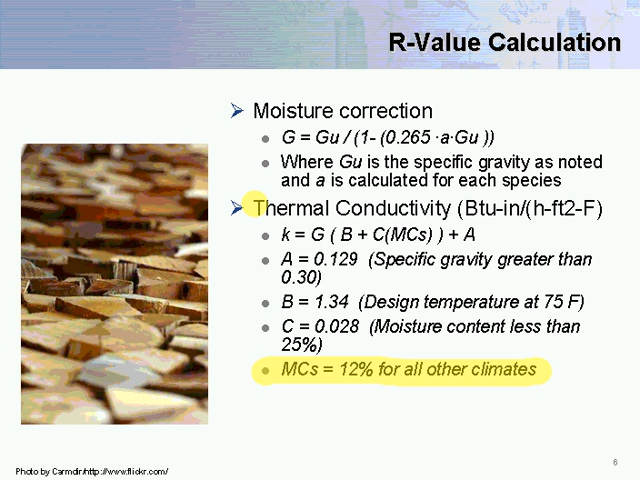 R-Value Calculation
Moisture correction
G = Gu / (1- (0.265 ·a·Gu ))
Where Gu is the specific gravity as noted
and a is calculated for each species
Thermal Conductivity (Btu-in/(h-ft2-F)
k = G ( B + C(MCs) ) + A
A = 0.129 (Specific gravity greater than
0.30)
B = 1.34 (Design temperature at 75 F)
C = 0.028 (Moisture content less than
25%)
MCs = 12% for all other climates
6
Photo by Carmdir/http://www.flickr.com/